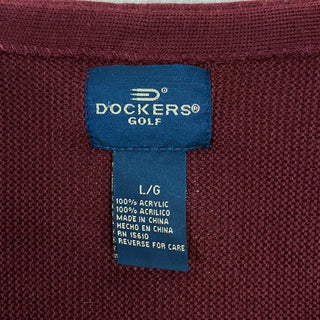 DOCKERS®
GOLF
L/G
100% ACRYLIC
100% ACRILICO
MADE IN CHINA
HECHO EN CHINA
RN 15610
REVERSE FOR CARE